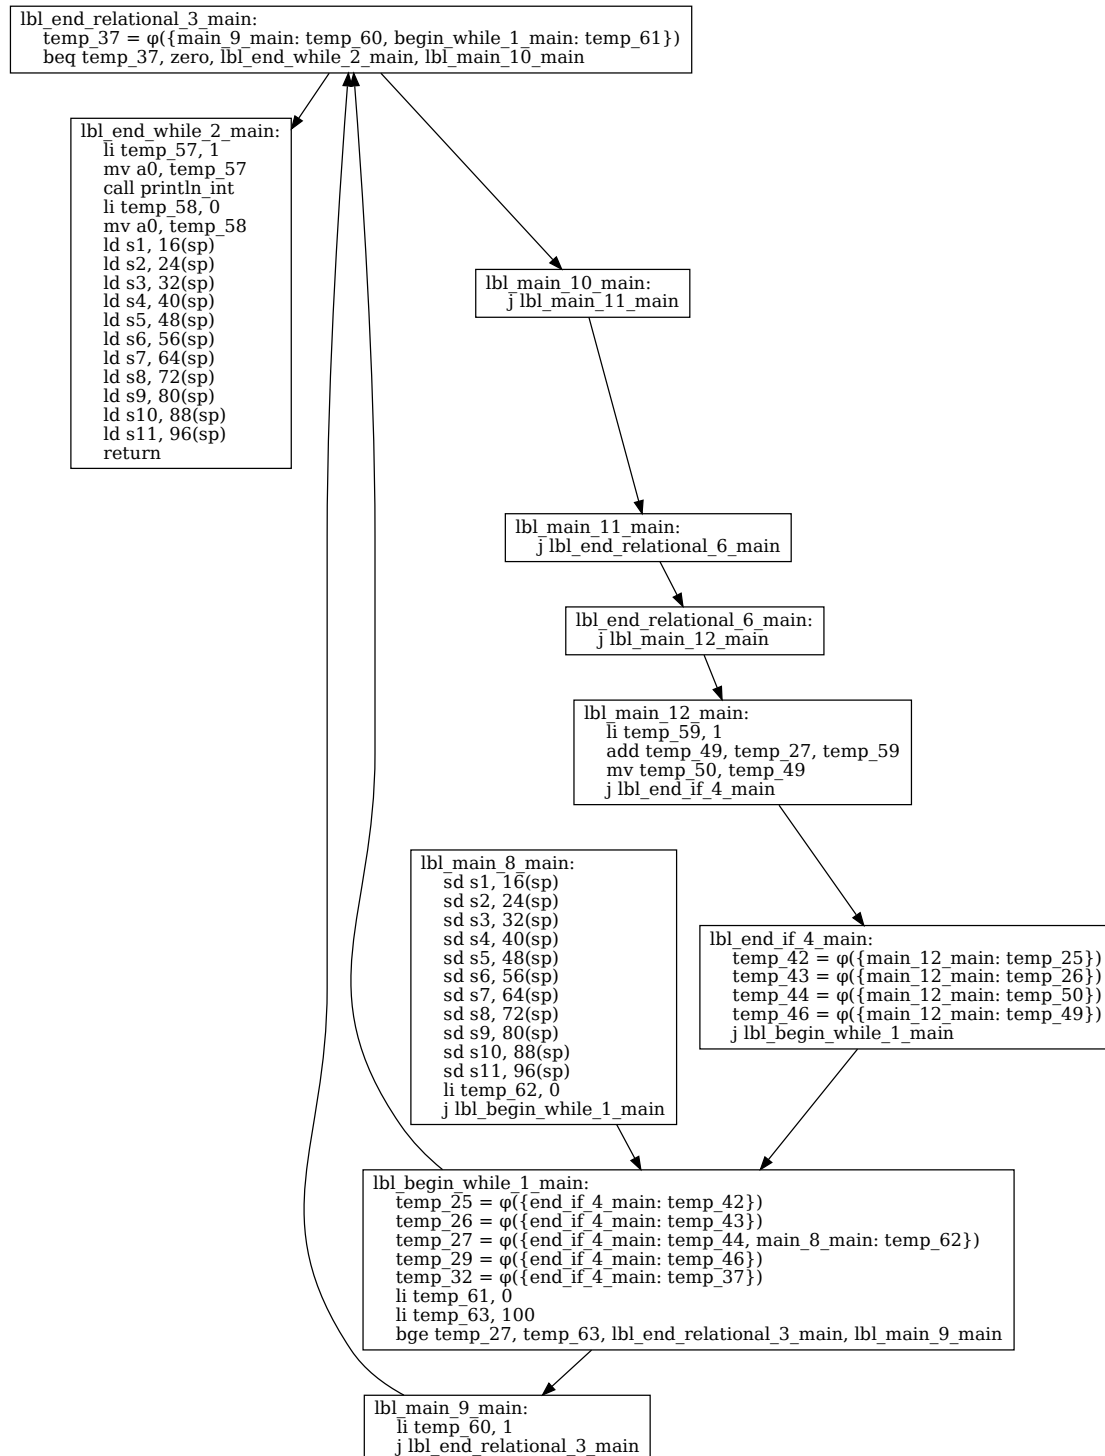 lbl_end_relational_3_main:
temp_37 = φ({main_9_main: temp_60, begin_while_1_main: temp_61})
beq temp_37, zero, lbl_end_while_2_main, lbl_main_10_main
lbl_end_while_2_main:
li temp_57, 1
mv a0, temp_57
call println_int
li temp_58, 0
mv a0, temp_58
ld s1, 16(sp)
ld s2, 24(sp)
ld s3, 32(sp)
ld s4, 40(sp)
ld s5, 48(sp)
ld s6, 56(sp)
ld s7, 64(sp)
ld s8, 72(sp)
ld s9, 80(sp)
ld s10, 88(sp)
ld s11, 96(sp)
return
lbl_main_10_main:
j lbl_main_11_main
lbl_main_11_main:
j lbl_end_relational_6_main
lbl_end_relational_6_main:
j lbl_main_12_main
lbl_main_12_main:
li temp_59, 1
add temp_49, temp_27, temp_59
mv temp_50, temp_49
j lbl_end_if_4_main
lbl_main_8_main:
sd s1, 16(sp)
sd s2, 24(sp)
sd s3, 32(sp)
sd s4, 40(sp)
sd s5, 48(sp)
sd s6, 56(sp)
sd s7, 64(sp)
sd s8, 72(sp)
sd s9, 80(sp)
sd s10, 88(sp)
sd s11, 96(sp)
li temp_62, 0
j lbl_begin_while_1_main
lbl_end_if_4_main:
temp_42 = φ({main_12_main: temp_25})
temp_43 = φ({main_12_main: temp_26})
temp_44 = φ({main_12_main: temp_50})
temp_46 = φ({main_12_main: temp_49})
j lbl_begin_while_1_main
lbl_begin_while_1_main:
temp_25 = φ({end_if_4_main: temp_42})
temp_26 = φ({end_if_4_main: temp_43})
temp_27 = φ({end_if_4_main: temp_44, main_8_main: temp_62})
temp_29 = φ({end_if_4_main: temp_46})
temp_32 = φ({end_if_4_main: temp_37})
li temp_61, 0
li temp_63, 100
bge temp_27, temp_63, lbl_end_relational_3_main, lbl_main_9_main
lbl_main_9_main:
li temp_60, 1
j lbl_end_relational_3_main